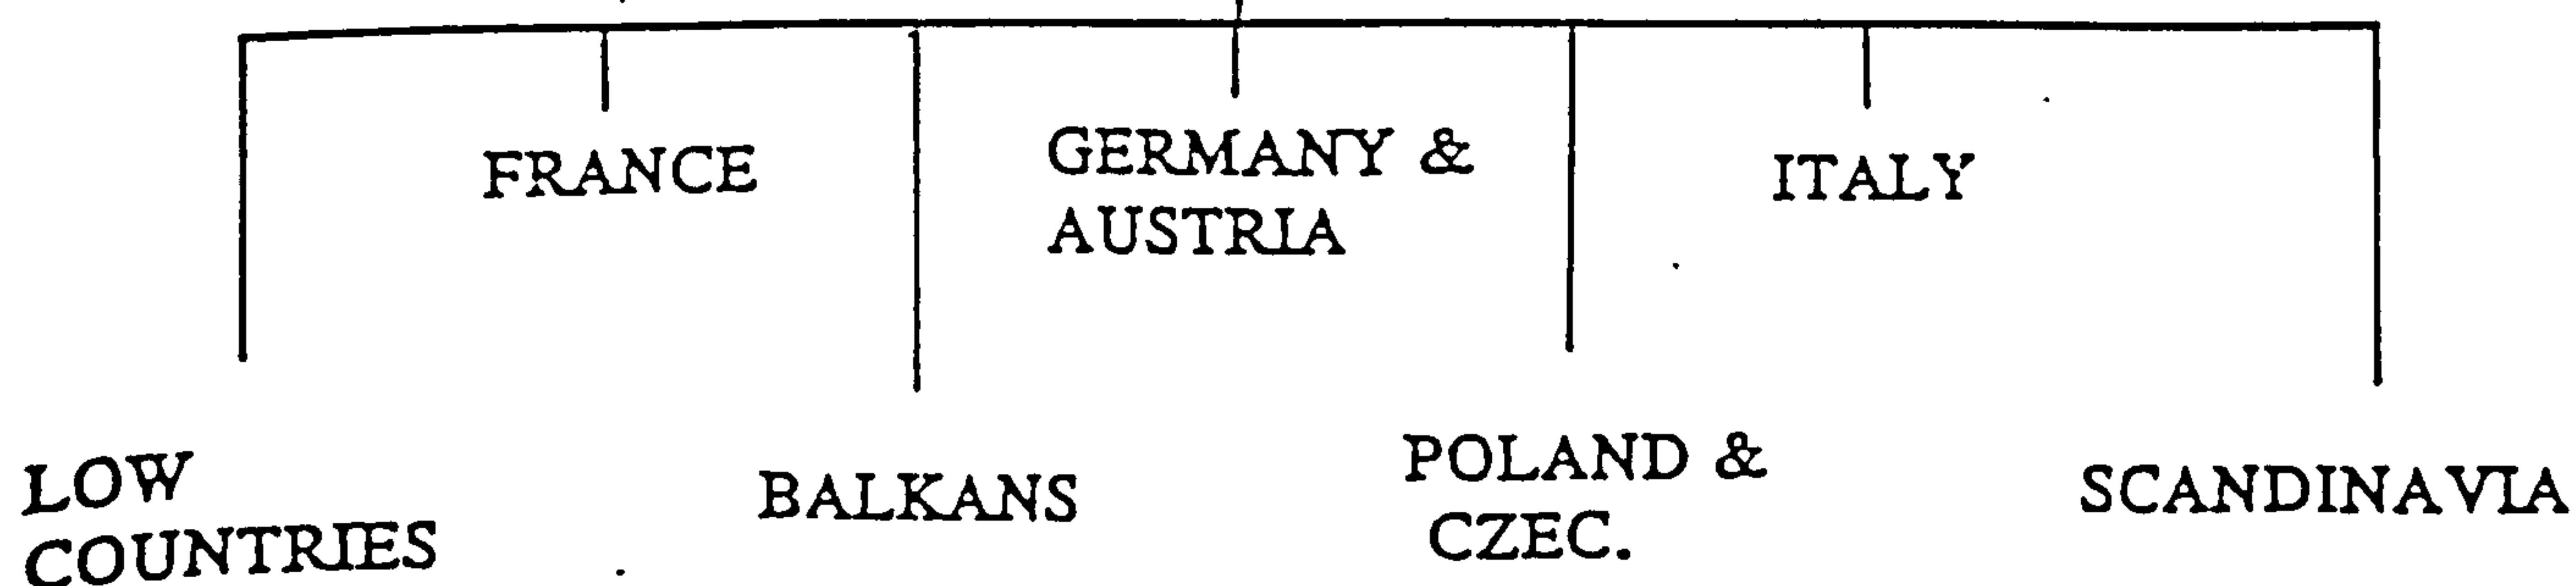 FRANCE
GERMANY &
AUSTRIA
ITALY
LOW
COUNTRIES
BALKANS
POLAND &
CZEC.
SCANDINAVIA